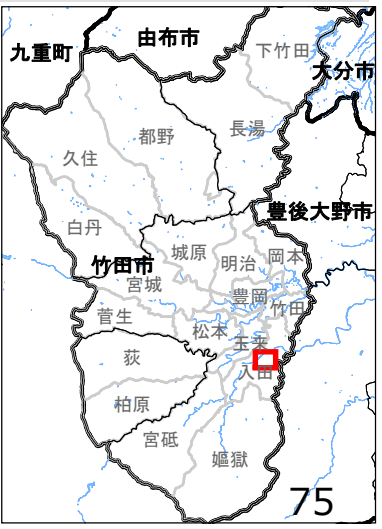 由布市
九重町
下竹田
大分市
都野
長湯
久住
豊後大野市
白丹
城原
岡本
明治
竹田市
宮城
豊岡
竹田
菅生
松本
玉来
荻
入田
柏原
宮砥
嫗獄
75